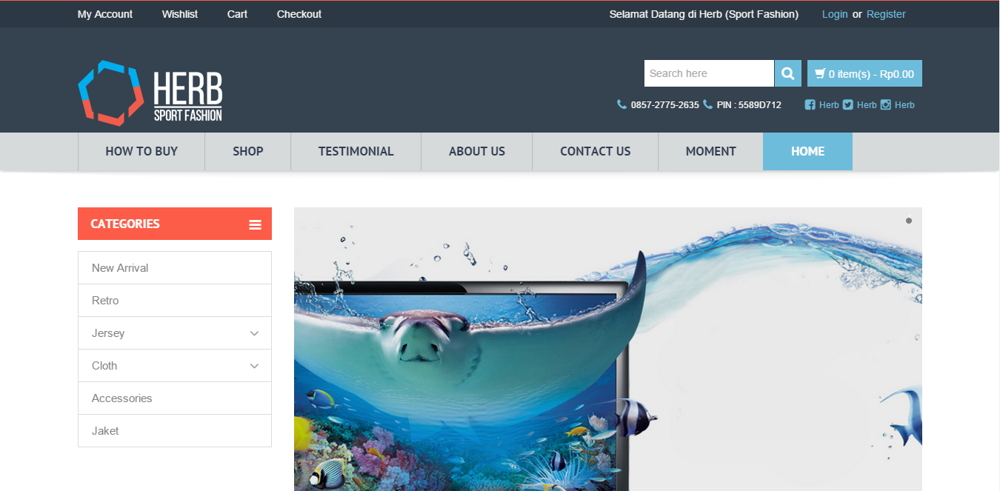 My Account Wishlist Cart Checkout Selamat Datang di Herb (Sport Fashion) Login or Register
HERB
SPORT FASHION
Search here 0 item(s) - Rp0.00
0857-2775-2635 PIN : 5589D712 Herb Herb Herb
HOW TO BUY SHOP TESTIMONIAL ABOUT US CONTACT US MOMENT HOME
CATEGORIES
New Arrival
Retro
Jersey
Cloth
Accessories
Jaket